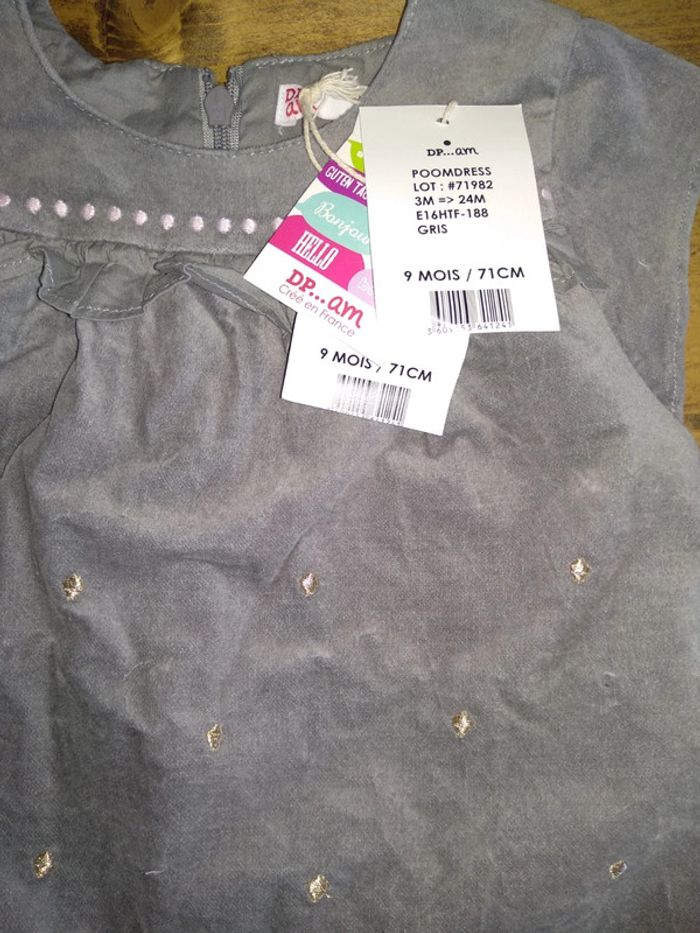 DP...am
POOMDRESS
LOT : #71982
3M => 24M
E16HTF-188
GRIS
9 MOIS / 71CM
GUTEN
Bonjour
HELLO
DP...am
Créé en France
9 MOIS / 71CM